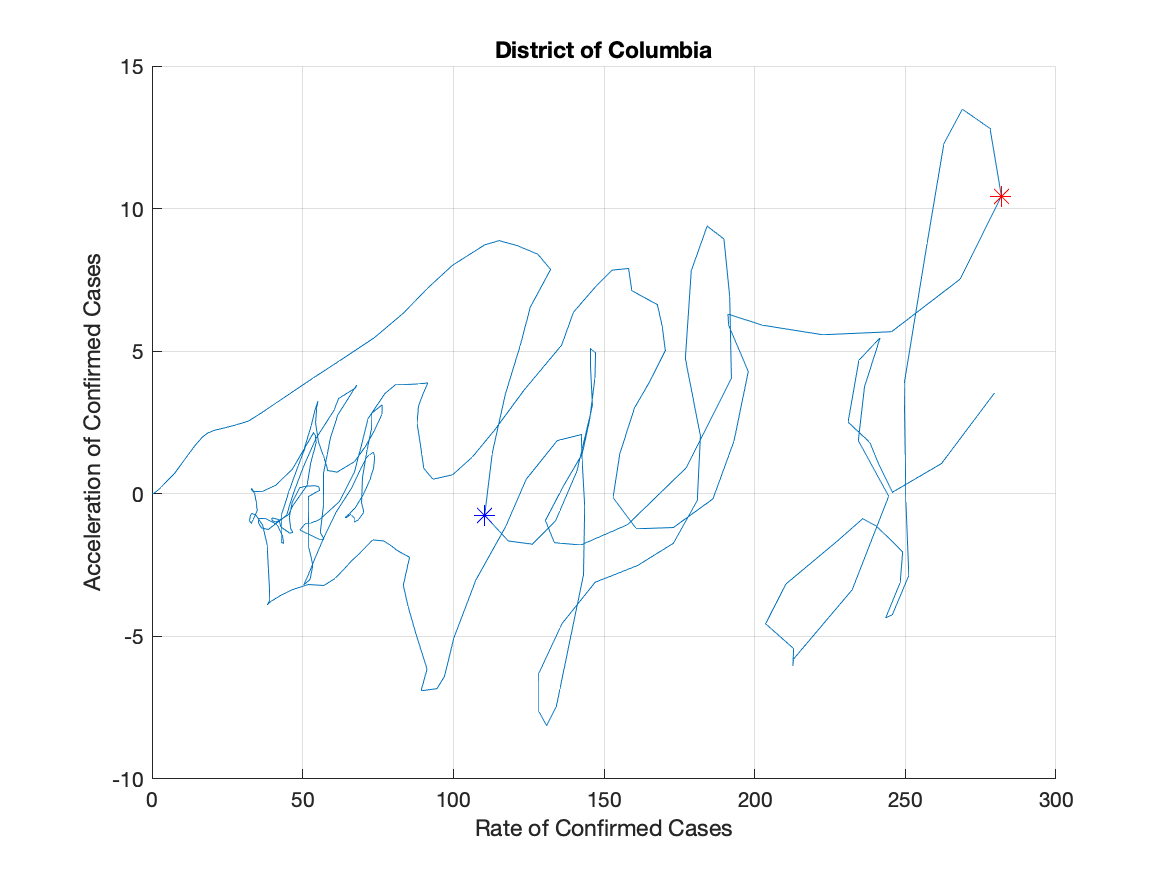 District of Columbia
15
10
5
0
-5
-10
0 50 100 150 200 250 300
Acceleration of Confirmed Cases
Rate of Confirmed Cases